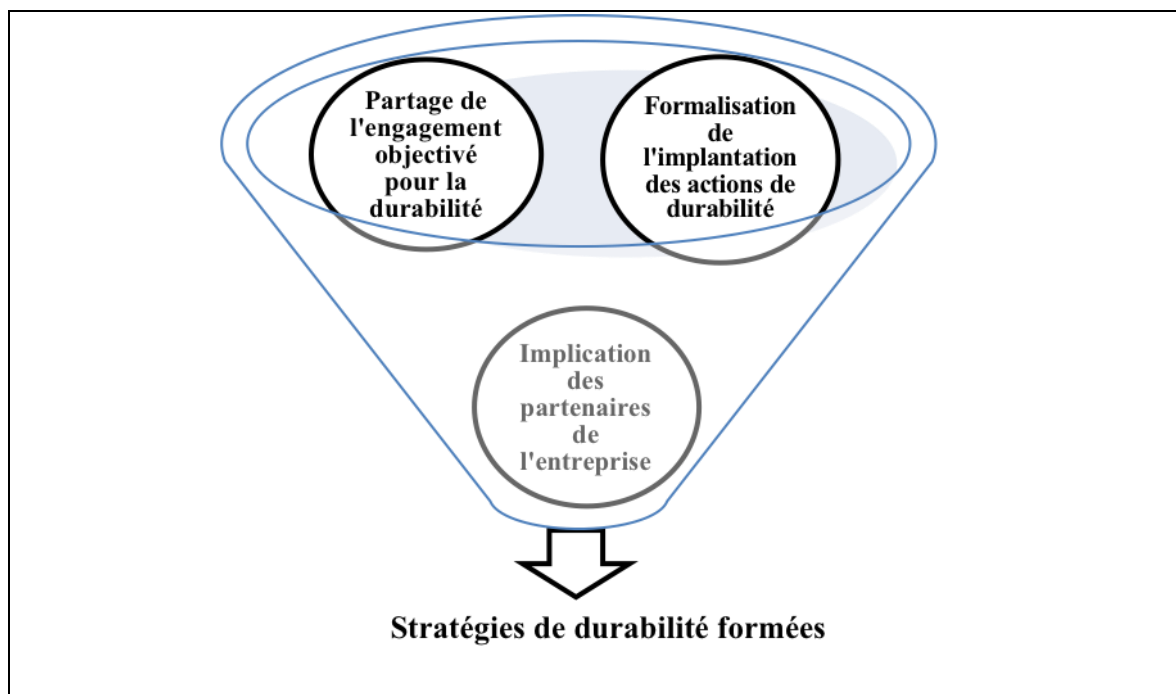 Partage de
l'engagement
objectivé
pour la
durabilité
Formalisation
de
l'implantation
des actions de
durabilité
Implication
des
partenaires
de
l'entreprise
Stratégies de durabilité formées